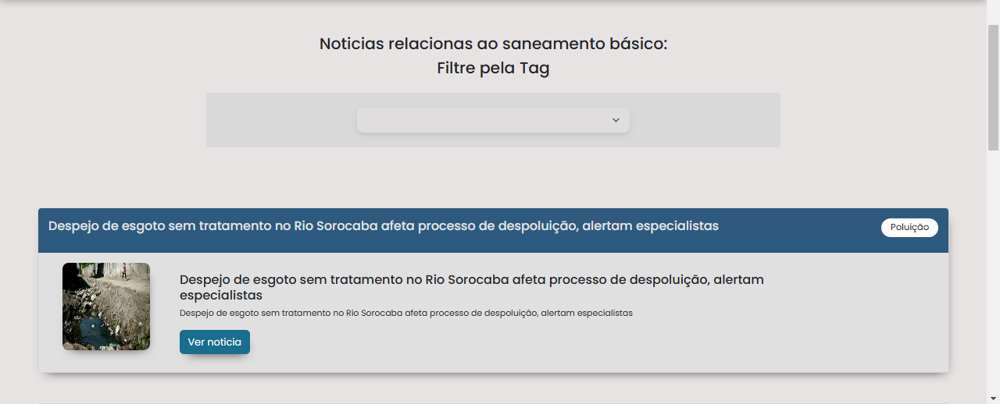 Noticias relacionas ao saneamento básico:
Filtre pela Tag
Despejo de esgoto sem tratamento no Rio Sorocaba afeta processo de despoluição, alertam especialistas
Poluição
Despejo de esgoto sem tratamento no Rio Sorocaba afeta processo de despoluição, alertam
especialistas
Despejo de esgoto sem tratamento no Rio Sorocaba afeta processo de despoluição, alertam especialistas
Ver noticia